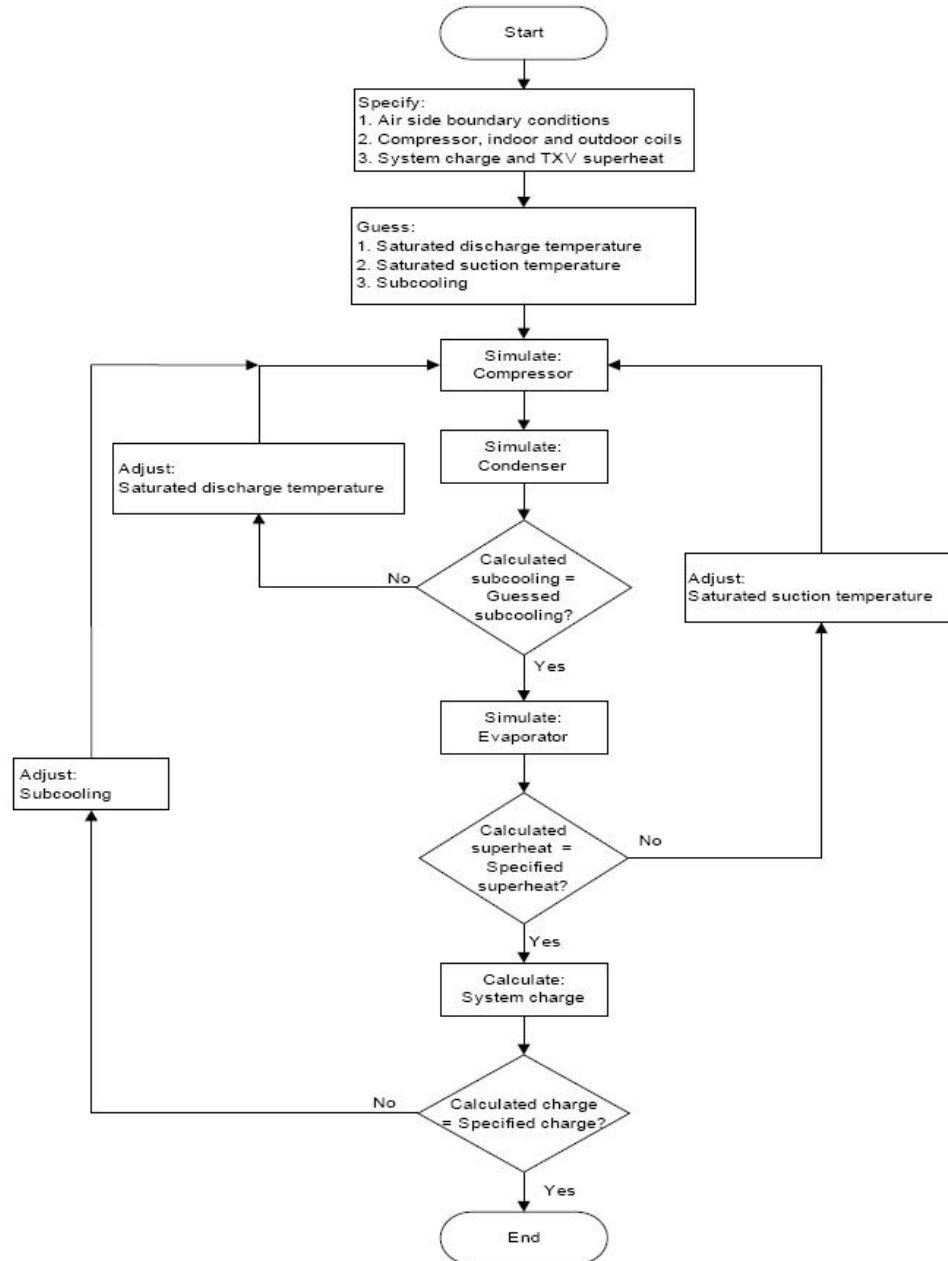 Start
Specify:
1. Air side boundary conditions
2. Compressor, indoor and outdoor coils
3. System charge and TXV superheat
Guess:
1. Saturated discharge temperature
2. Saturated suction temperature
3. Subcooling
Simulate:
Compressor
Simulate:
Condenser
Adjust:
Saturated discharge temperature
Calculated
subcooling =
Guessed
subcooling?
No
Adjust:
Saturated suction temperature
Yes
Simulate:
Evaporator
Adjust:
Subcooling
Calculated
superheat =
Specified
superheat?
No
Yes
Calculate:
System charge
No
Calculated charge
= Specified charge?
Yes
End